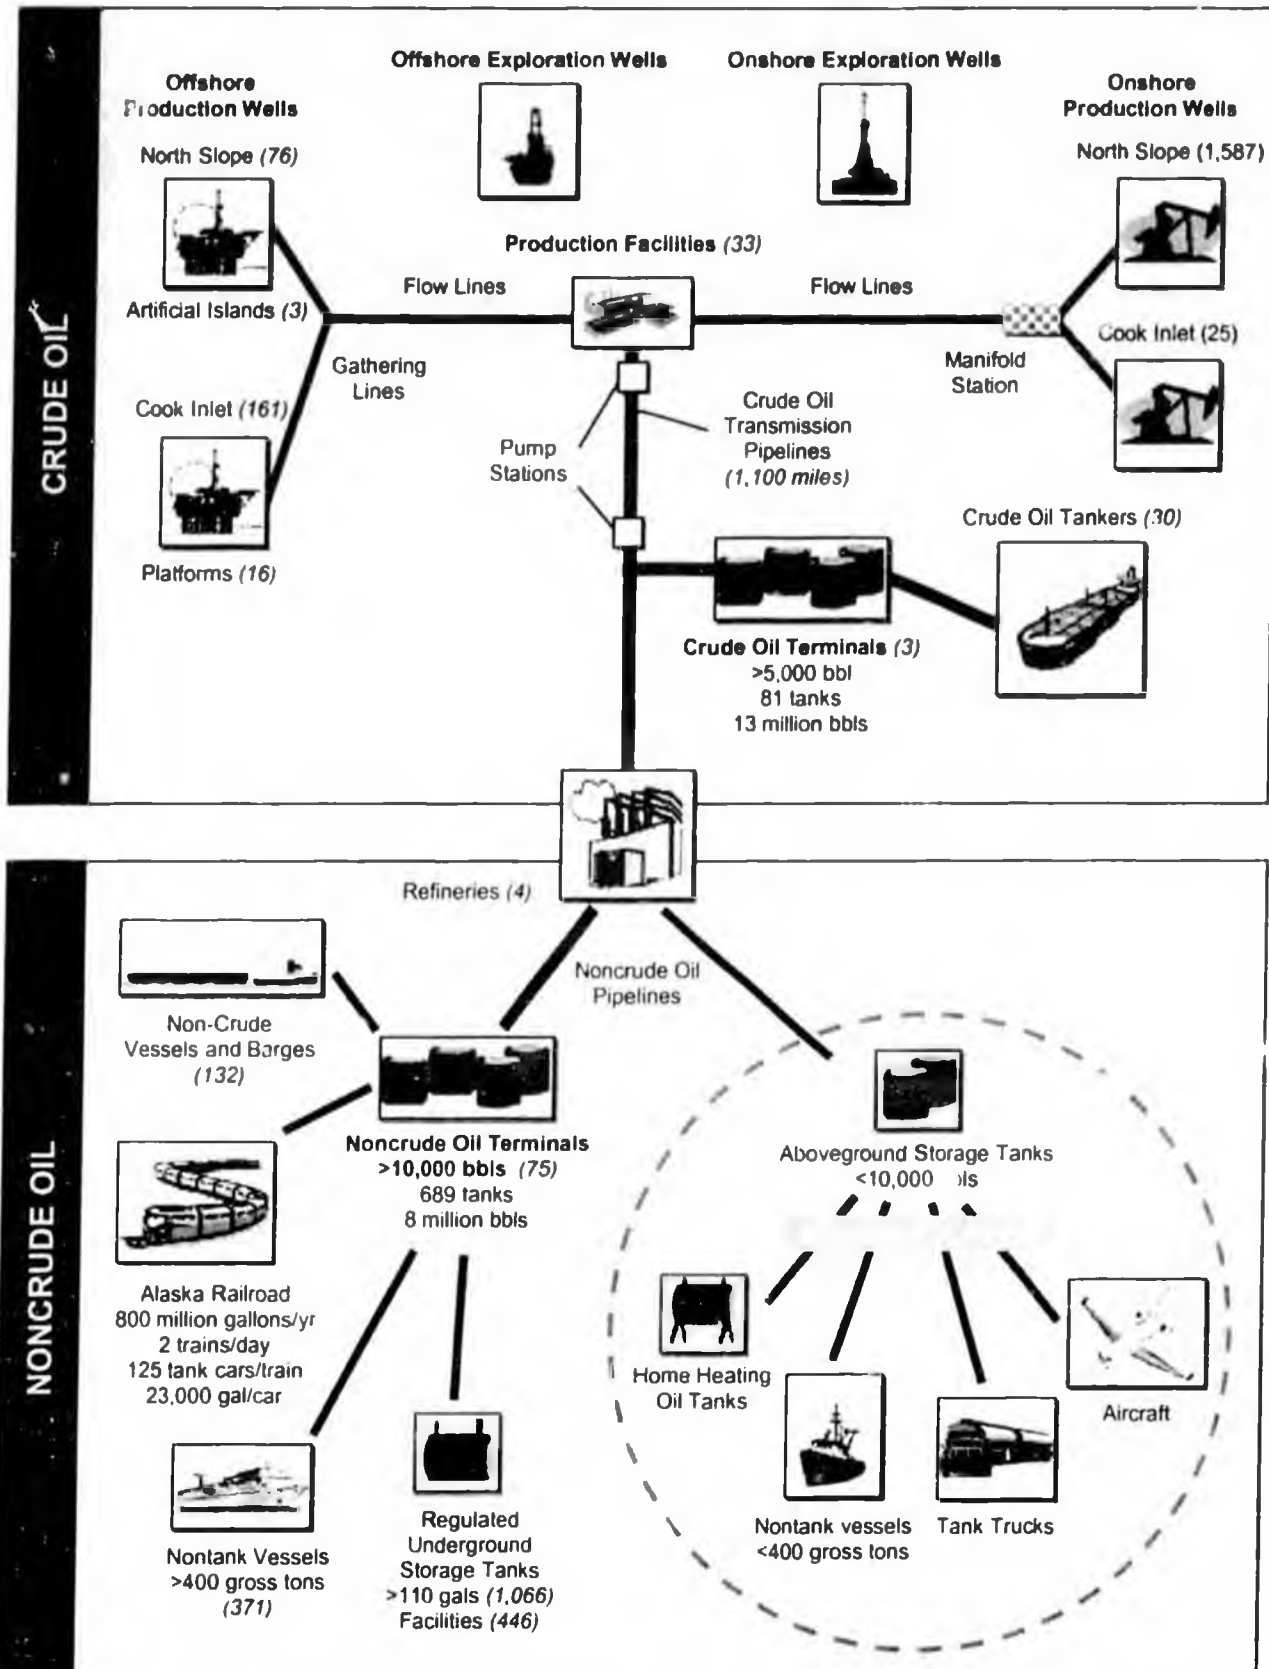 CRUDE OIL
Offshore Exploration Wells
Onshore Exploration Wells
Offshore
Production Wells
Onshore
Production Wells
North Slope (76)
North Slope (1,587)
Production Facilities (33)
Flow Lines
Flow Lines
Artificial Islands (3)
Cook Inlet (25)
Gathering
Lines
Manifold
Station
Cook Inlet (161)
Crude Oil
Transmission
Pipelines
(1,100 miles)
Pump
Stations
Platforms (16)
Crude Oil Tankers (30)
Crude Oil Terminals (3)
>5,000 bbl
81 tanks
13 million bbls
NONCRUDE OIL
Refineries (4)
Noncrude Oil
Pipelines
Non-Crude
Vessels and Barges
(132)
Noncrude Oil Terminals
>10,000 bbls (75)
689 tanks
8 million bbls
Aboveground Storage Tanks
<10,000
Alaska Railroad
800 million gallons/yr
2 trains/day
125 tank cars/train
23,000 gal/car
Home Heating
Oil Tanks
Aircraft
Nontank Vessels
>400 gross tons
(371)
Regulated
Underground
Storage Tanks
>110 gals (1,066)
Facilities (446)
Nontank vessels
<400 gross tons
Tank Trucks